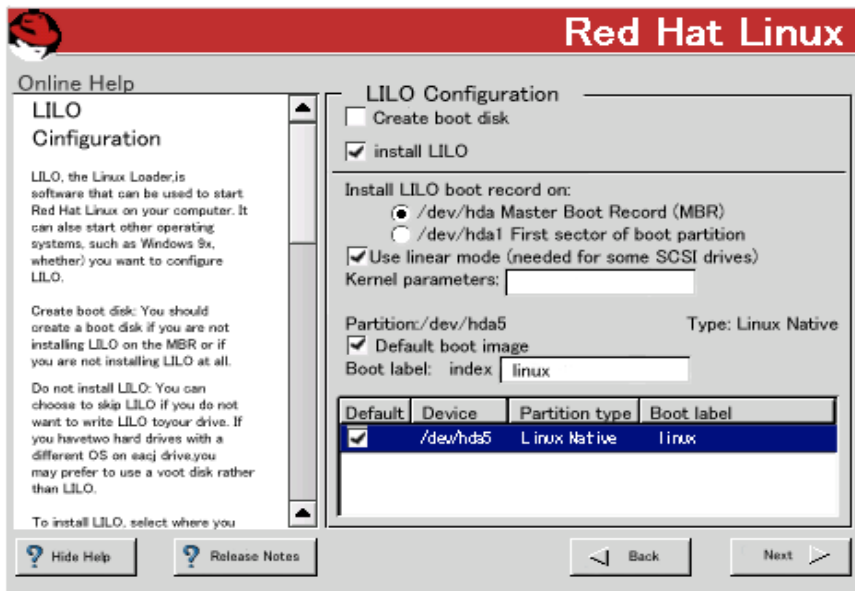 Red Hat Linux
Online Help
LILO
Cinfiguration
LILO, the Linux Loader,is
software that can be used to start
Red Hat Linux on your computer. It
can alse start other operating
systems, such as Windows 9x,
whether) you want to configure
LILO.
Create boot disk: You should
create a boot disk if you are not
installing LILO on the MBR or if
you are not installing LILO at all.
Do not install LILO: You can
choose to skip LILO if you do not
want to write LILO toyour drive. If
you havetwo hard drives with a
different OS on eacj drive,you
may prefer to use a voot disk rather
than LILO.
To install LILO, select where you
LILO Configuration
Create boot disk
install LILO
Install LILO boot record on:
/dev/hda Master Boot Record (MBR)
/dev/hda1 First sector of boot partition
Use linear mode (needed for some SCSI drives)
Kernel parameters:
Partition:/dev/hda5 Type: Linux Native
Default boot image
Boot label: index linux
Default Device Partition type Boot label
/dev/hda5 Linux Native linux
Hide Help Release Notes Back Next